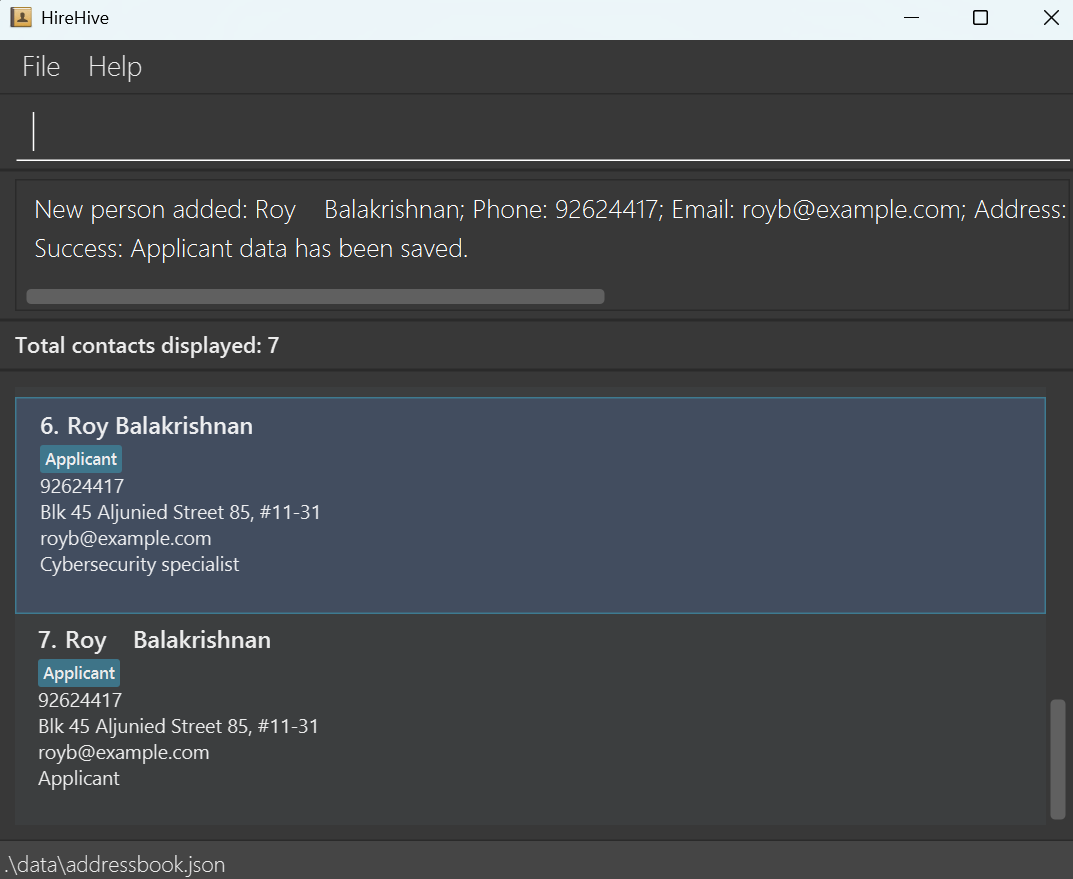 HireHive
File Help
New person added: Roy    Balakrishnan; Phone: 92624417; Email: royb@example.com; Address:
Success: Applicant data has been saved.
Total contacts displayed: 7
6. Roy Balakrishnan
Applicant
92624417
Blk 45 Aljunied Street 85, #11-31
royb@example.com
Cybersecurity specialist
7. Roy    Balakrishnan
Applicant
92624417
Blk 45 Aljunied Street 85, #11-31
royb@example.com
Applicant
.\data\addressbook.json